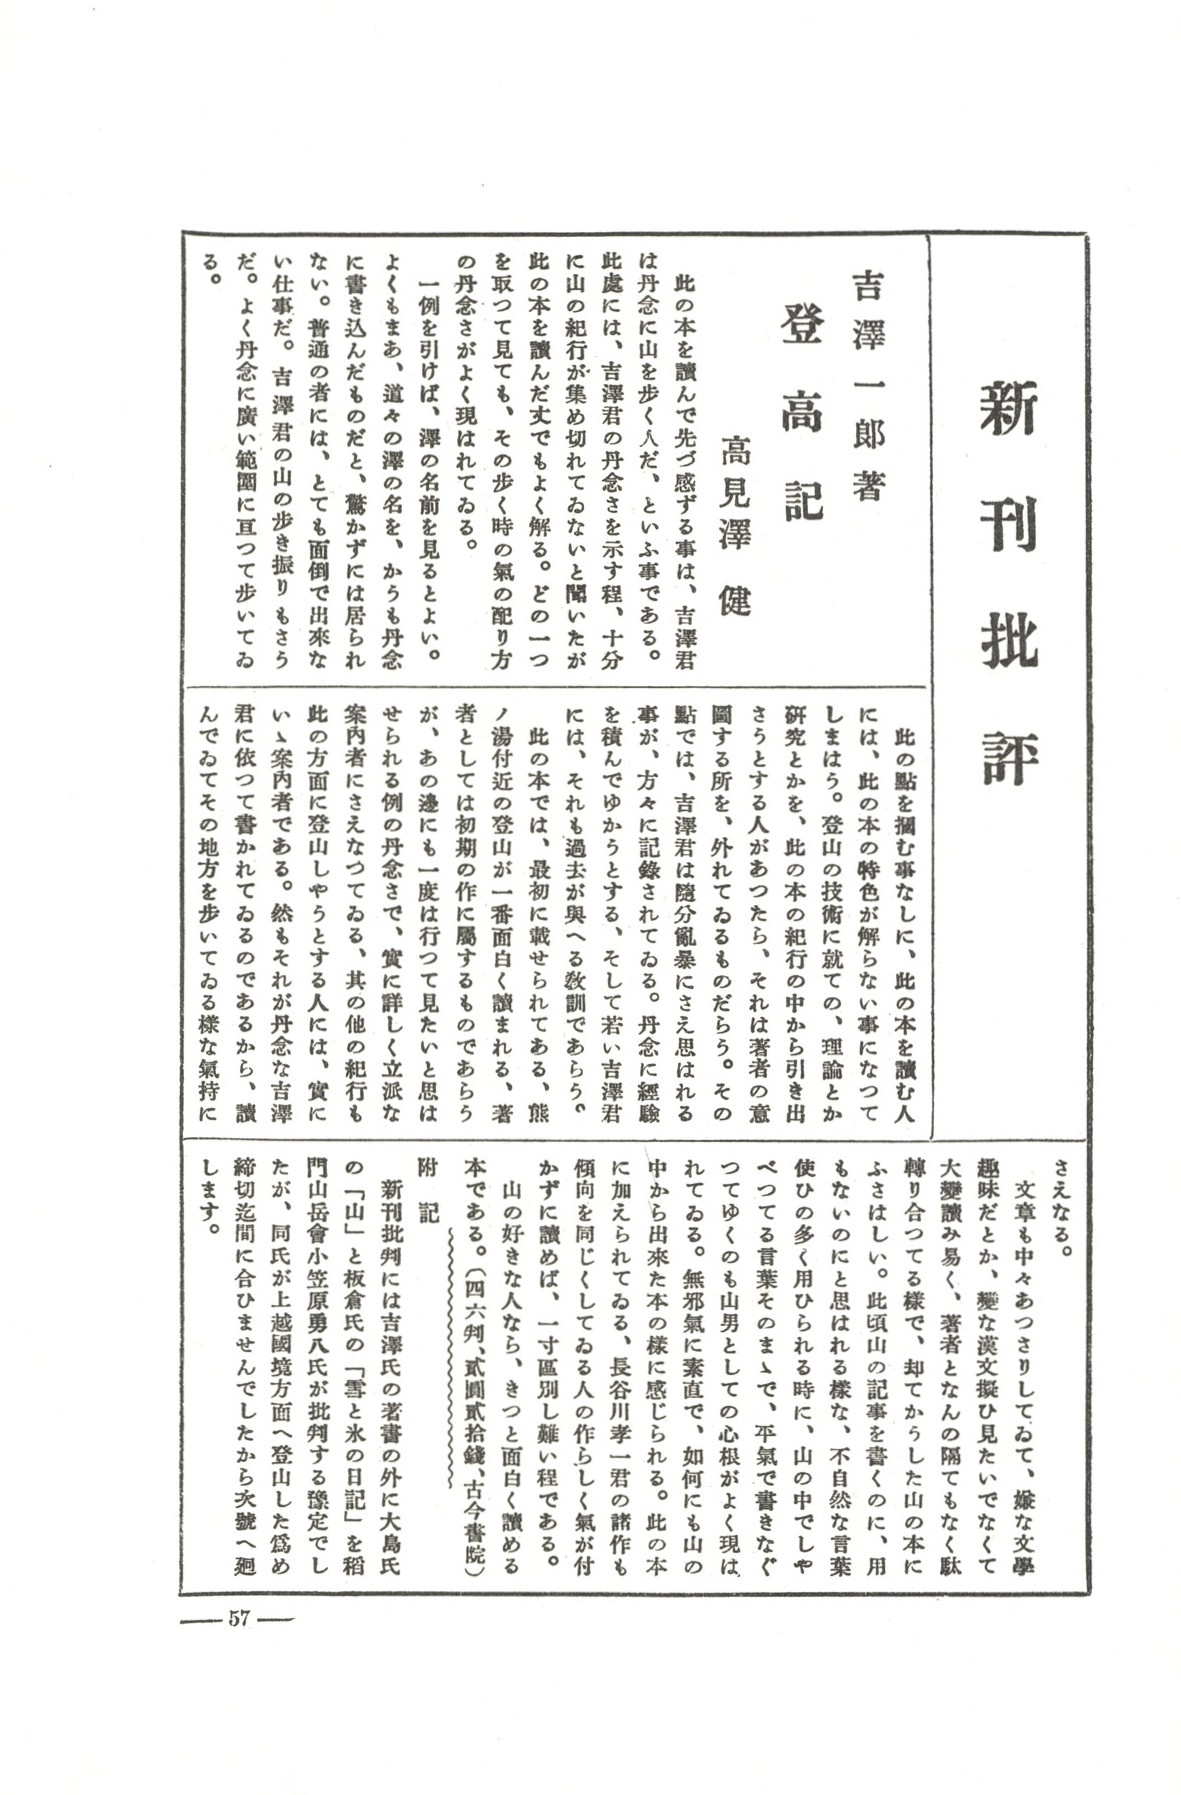 新刊批評
吉澤一郎著
登高記
高見澤健
此の本を讀んで先づ感ずる事は、吉澤君
は丹念に山を歩く人だ、といふ事である。
此處には、吉澤君の丹念さを示す程、十分
に山の紀行が集め切れてゐないと聞いたが
此の本を讀んだ丈でもよく解る。どの一つ
を取つて見ても、その歩く時の氣の配り方
の丹念さがよく現はれてゐる。
一例を引けば、澤の名前を見るとよい。
よくもまあ、道々の澤の名を、かうも丹念
に書き込んだものだと、驚かずには居られ
ない。普通の者には、とても面倒で出來な
い仕事だ。吉澤君の山の歩き振りもさう
だ。よく丹念に廣い範圍に亘つて歩いてゐ
る。
此の點を摑む事なしに、此の本を讀む人
には、此の本の特色が解らない事になつて
しまはう。登山の技術に就ての、理論とか
研究とかを、此の本の紀行の中から引き出
さうとする人があつたら、それは著者の意
圖する所を、外れてゐるものだらう。その
點では、吉澤君は隨分亂暴にさえ思はれる
事が、方々に記錄されてゐる。丹念に經驗
を積んでゆかうとする、そして若い吉澤君
には、それも過去が與へる敎訓であらう。
此の本では、最初に載せられてある、熊
ノ湯付近の登山が一番面白く讀まれる、著
者としては初期の作に屬するものであらう
が、あの邊にも一度は行つて見たいと思は
せられる例の丹念さで、實に詳しく立派な
案內者にさえなつてゐる、其の他の紀行も
此の方面に登山しやうとする人には、實に
いゝ案內者である。然もそれが丹念な吉澤
君に依つて書かれてゐるのであるから、讀
んでゐてその地方を歩いてゐる樣な氣持に
さえなる。
文章も中々あつさりしてゐて、嫌な文學
趣味だとか、變な漢文擬ひ見たいでなくて
大變讀み易く、著者となんの隔てもなく駄
轉り合つてる樣で、却てかうした山の本に
ふさはしい。此頃山の記事を書くのに、用
もないのにと思はれる樣な、不自然な言葉
使ひの多く用ひられる時に、山の中でしや
べつてる言葉そのまゝで、平氣で書きなぐ
つてゆくのも山男としての心根がよく現は
れてゐる。無邪氣に素直で、如何にも山の
中から出來た本の樣に感じられる。此の本
に加えられてゐる、長谷川孝一君の諸作も
傾向を同じくしてゐる人の作らしく氣が付
かずに讀めば、一寸區別し難い程である。
山の好きな人なら、きつと面白く讀める
本である。（四六判、貳圓貳拾錢、古今書院）
附記
新刊批判には吉澤氏の著書の外に大島氏
の「山」と板倉氏の「雪と氷の日記」を稻
門山岳會小笠原勇八氏が批判する豫定でし
たが、同氏が上越國境方面へ登山した爲め
締切迄間に合ひませんでしたから次號へ廻
します。
— 57 —